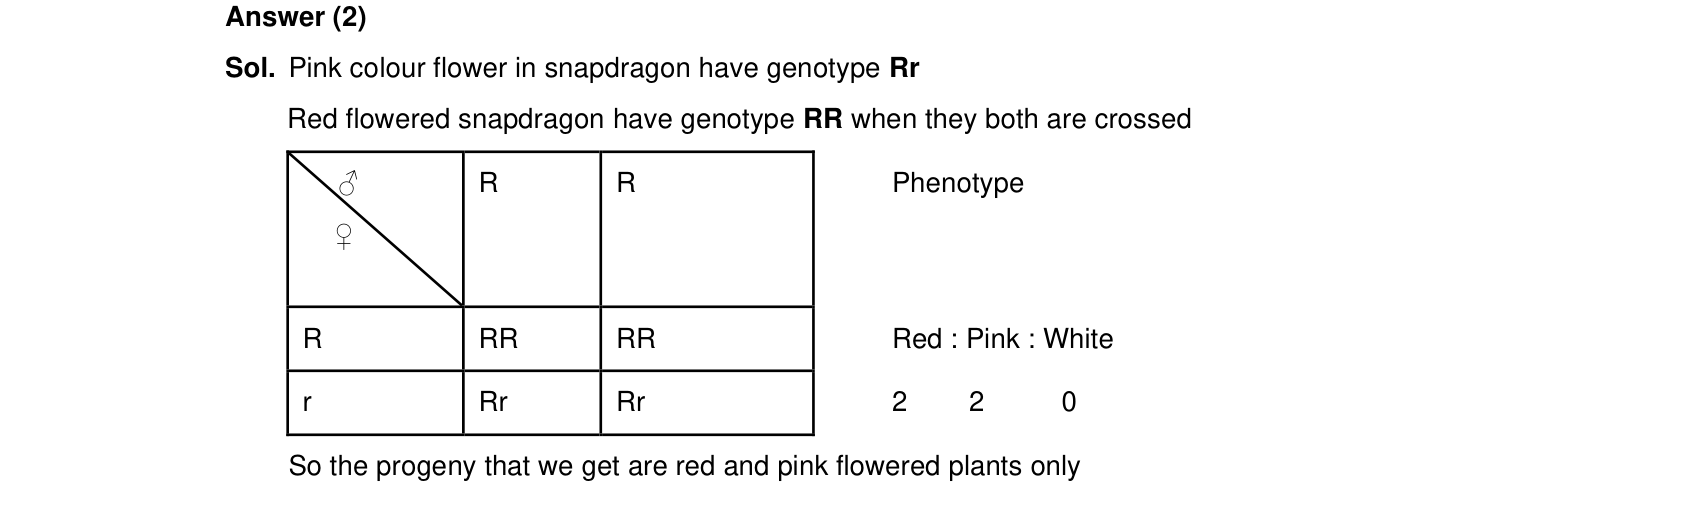 Answer (2)
Sol. Pink colour flower in snapdragon have genotype Rr
Red flowered snapdragon have genotype RR when they both are crossed
♂ R R Phenotype
♀
R RR RR Red : Pink : White
r Rr Rr 2 2 0
So the progeny that we get are red and pink flowered plants only